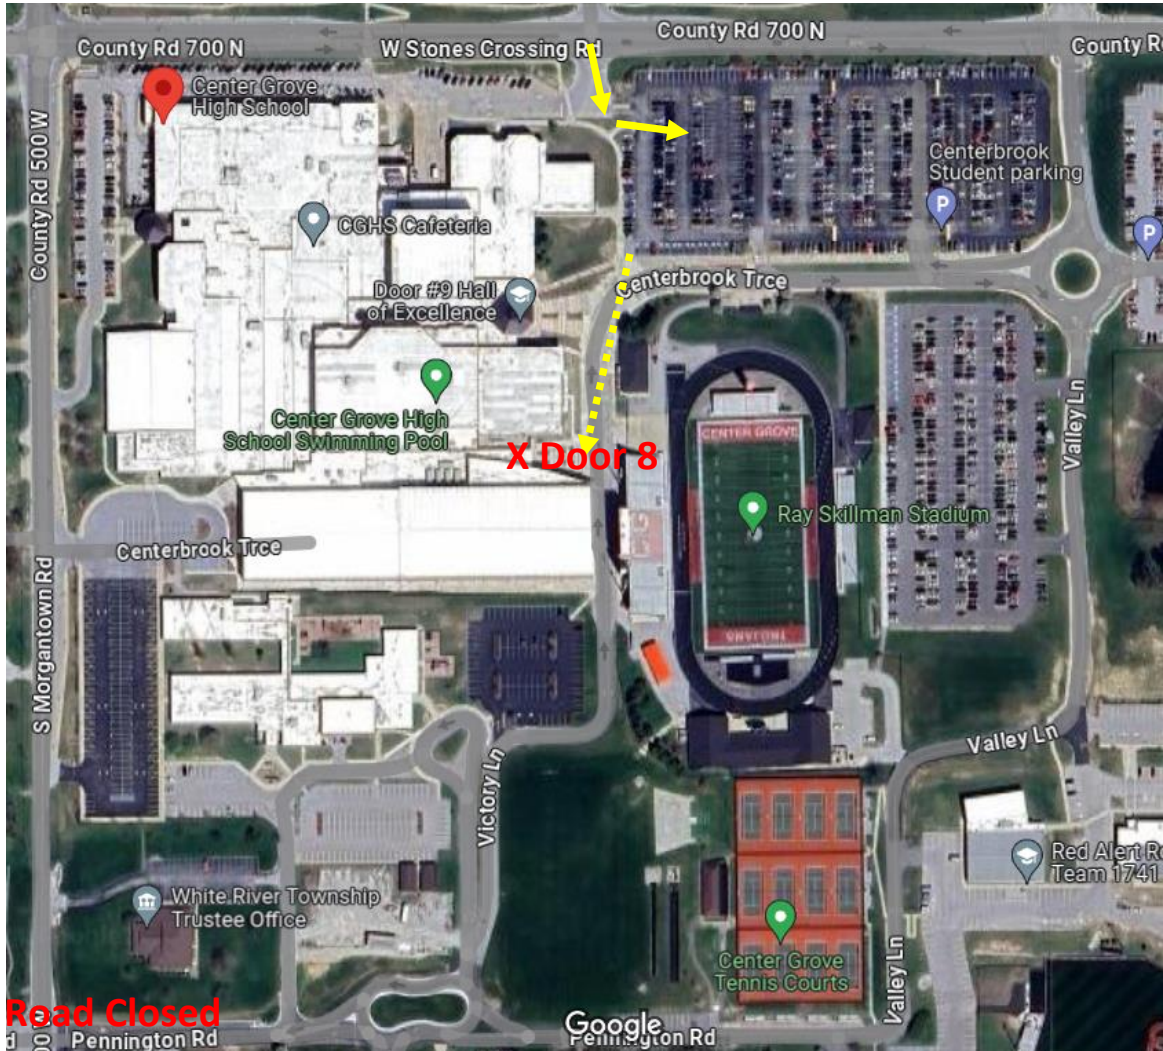 County Rd 700 N
W Stones Crossing Rd
County Rd 700 N
Center Grove
High School
County Rd 500 W
CGHS Cafeteria
Centerbrook
Student parking
P
P
Door #9 Hall
of Excellence
Centerbrook Trce
Center Grove High
School Swimming Pool
X Door 8
CENTER GROVE
Ray Skillman Stadium
Valley Ln
Centerbrook Trce
TROJANS
S Morgantown Rd
Victory Ln
Valley Ln
Red Alert
Team 1741
White River Township
Trustee Office
Center Grove
Tennis Courts
Valley Ln
Road Closed
Pennington Rd
Google
Pennington Rd